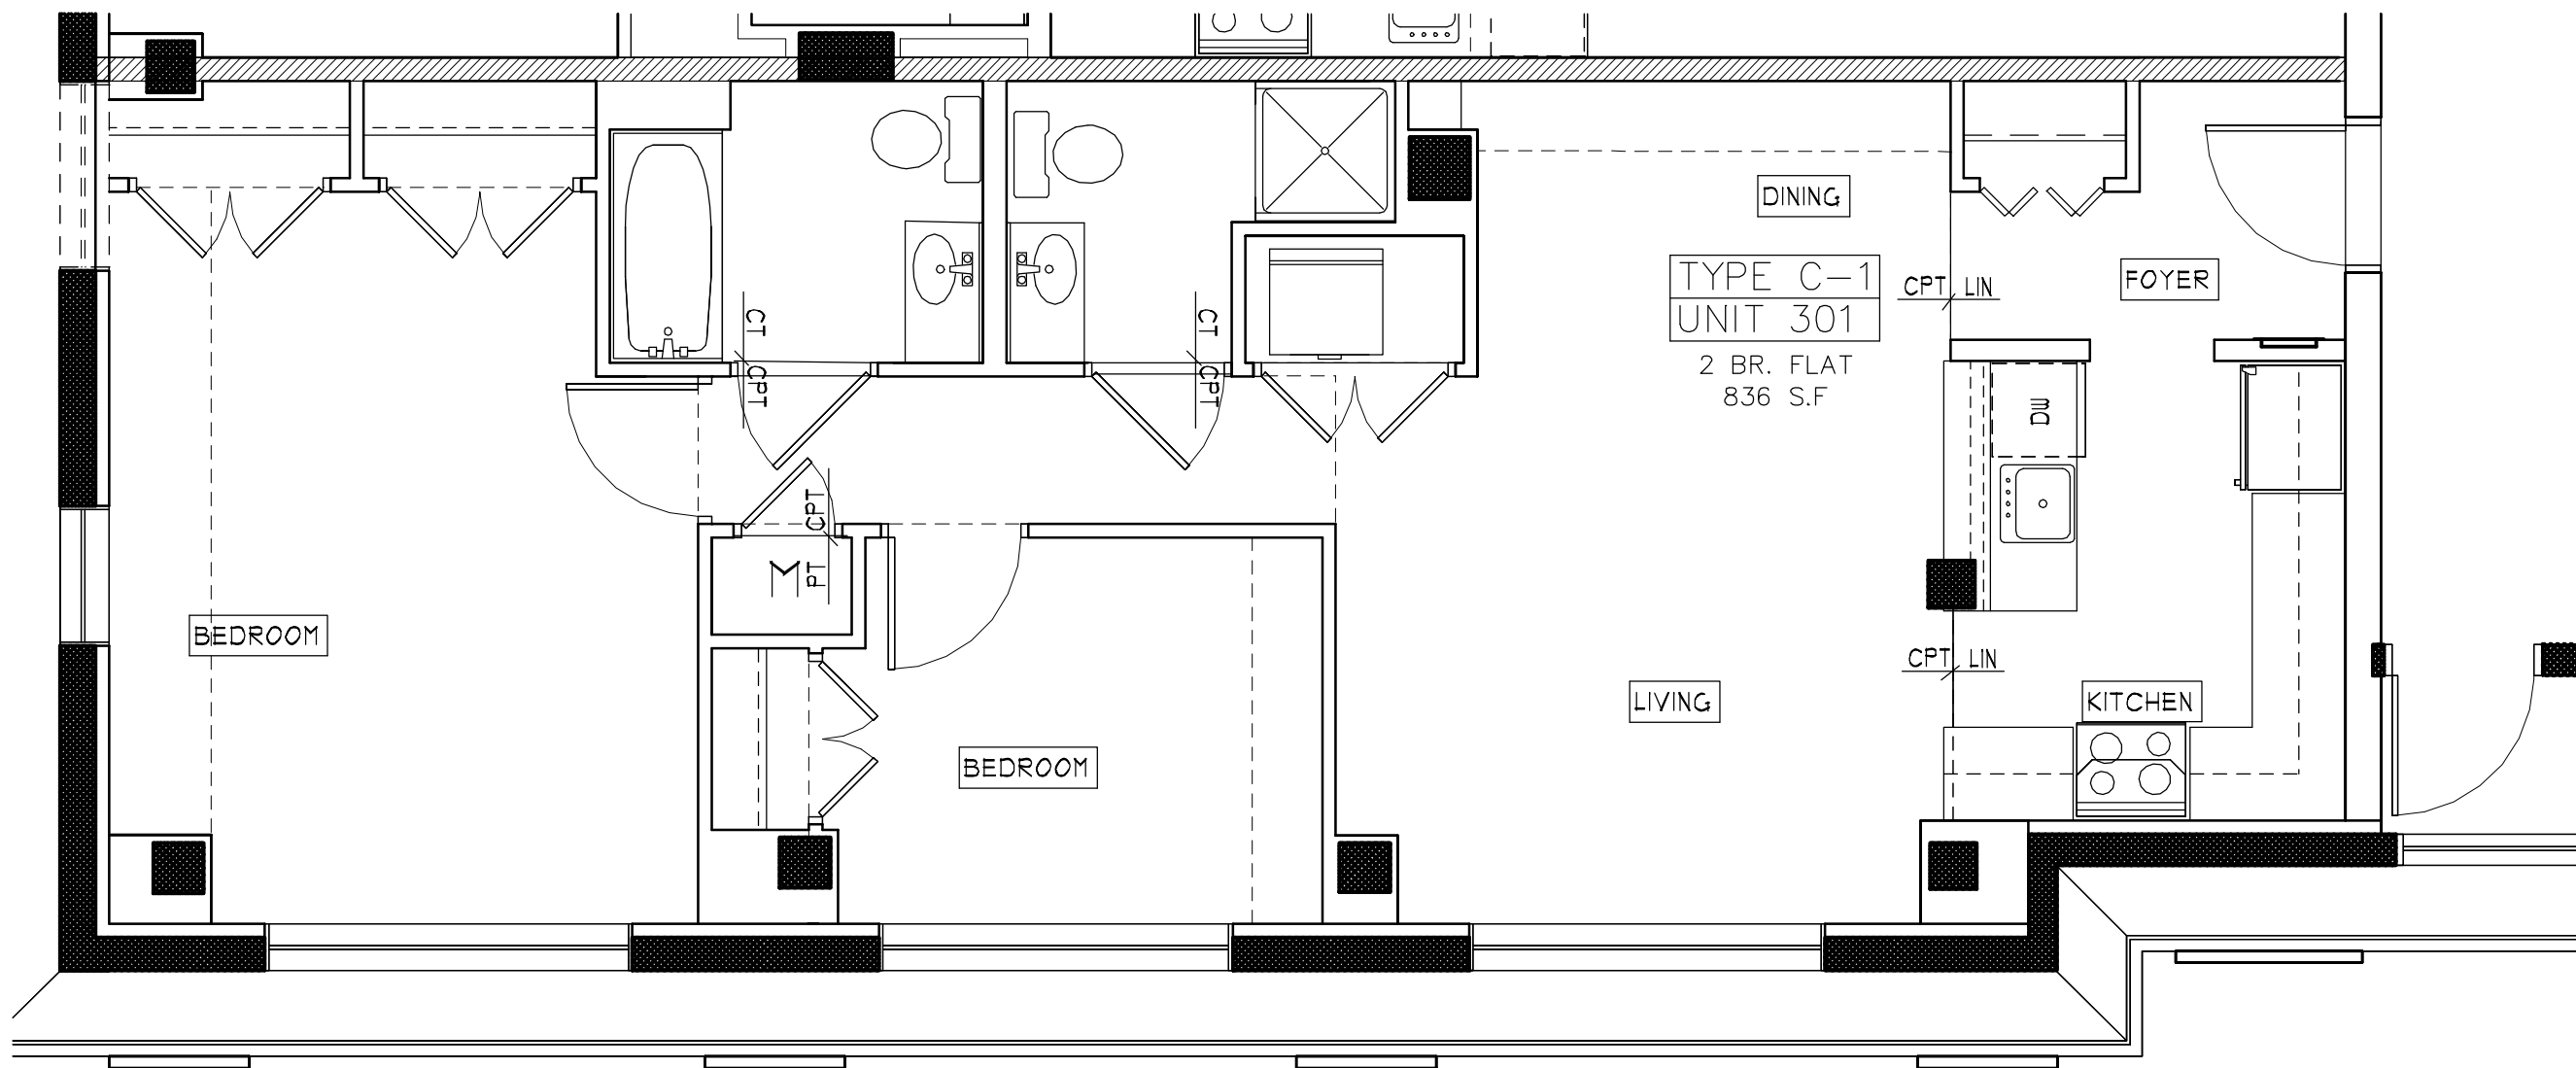 DINING
TYPE C-1
UNIT 301
2 BR. FLAT
836 S.F
CPT LIN
FOYER
CT
CPT
CT
CPT
DW
CPT
PT
M
BEDROOM
CPT LIN
LIVING
KITCHEN
BEDROOM